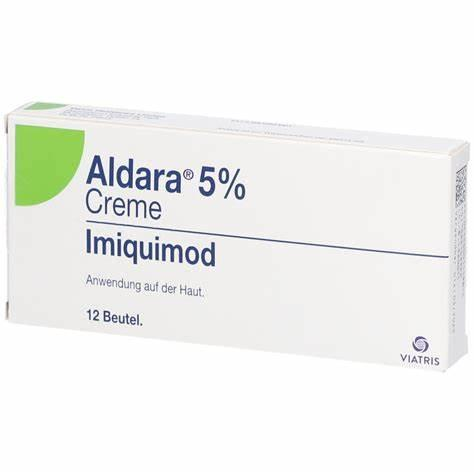 Aldara® 5%
Creme
Imiquimod
Anwendung auf der Haut.
12 Beutel.
VIATRIS